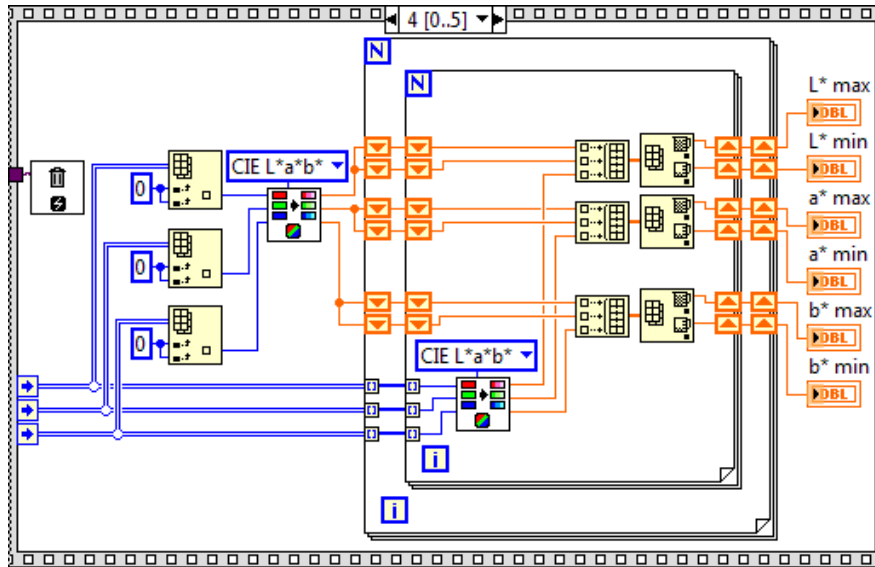 4 [0..5]
N
N
L* max
DBL
CIE L*a*b*
L* min
0
DBL
a* max
DBL
0
a* min
DBL
b* max
0
DBL
CIE L*a*b*
b* min
DBL
i
i